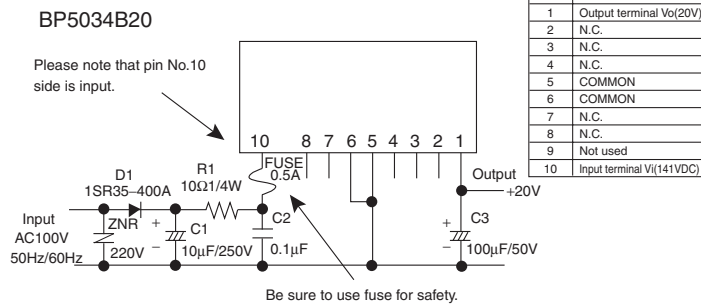 BP5034B20
Please note that pin No.10
side is input.
10 8 7 6 5 4 3 2 1
FUSE
0.5A
D1
1SR35–400A
R1
10Ω1/4W
Output
+20V
Input
AC100V
50Hz/60Hz
ZNR
220V
+
–
C1
10μF/250V
C2
0.1μF
+
–
C3
100μF/50V
Be sure to use fuse for safety.
1 Output terminal Vo(20V)
2 N.C.
3 N.C.
4 N.C.
5 COMMON
6 COMMON
7 N.C.
8 N.C.
9 Not used
10 Input terminal Vi(141VDC)